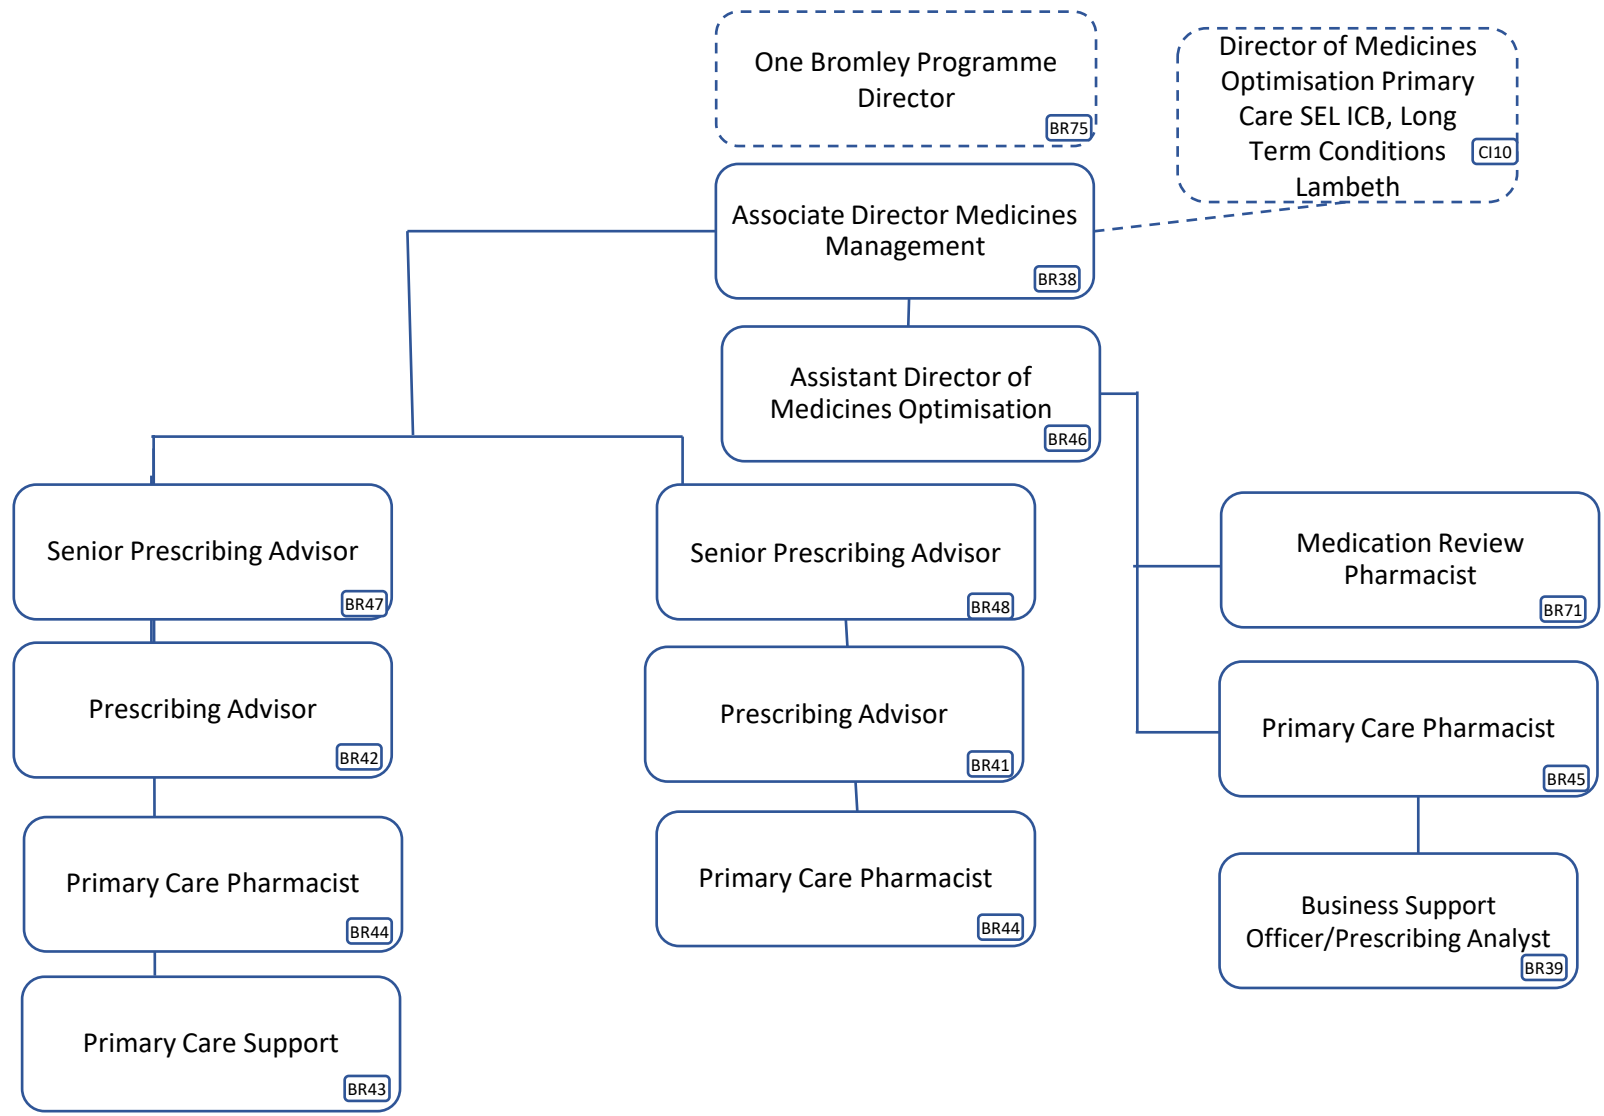 One Bromley Programme
Director
BR75
Director of Medicines
Optimisation Primary
Care SEL ICB, Long
Term Conditions
Lambeth
CI10
Associate Director Medicines
Management
BR38
Assistant Director of
Medicines Optimisation
BR46
Senior Prescribing Advisor
BR47
Senior Prescribing Advisor
BR48
Medication Review
Pharmacist
BR71
Prescribing Advisor
BR42
Prescribing Advisor
BR41
Primary Care Pharmacist
BR45
Primary Care Pharmacist
BR44
Primary Care Pharmacist
BR44
Business Support
Officer/Prescribing Analyst
BR39
Primary Care Support
BR43